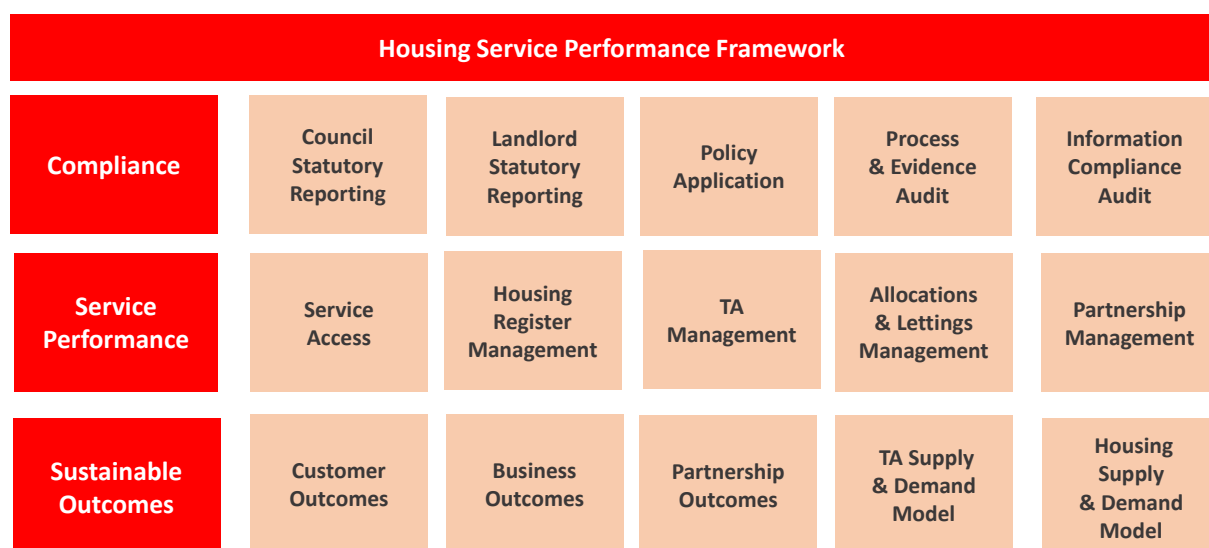 Housing Service Performance Framework
Compliance
Council
Statutory
Reporting
Landlord
Statutory
Reporting
Policy
Application
Process
& Evidence
Audit
Information
Compliance
Audit
Service
Performance
Service
Access
Housing
Register
Management
TA
Management
Allocations
& Lettings
Management
Partnership
Management
Sustainable
Outcomes
Customer
Outcomes
Business
Outcomes
Partnership
Outcomes
TA Supply
& Demand
Model
Housing
Supply
& Demand
Model